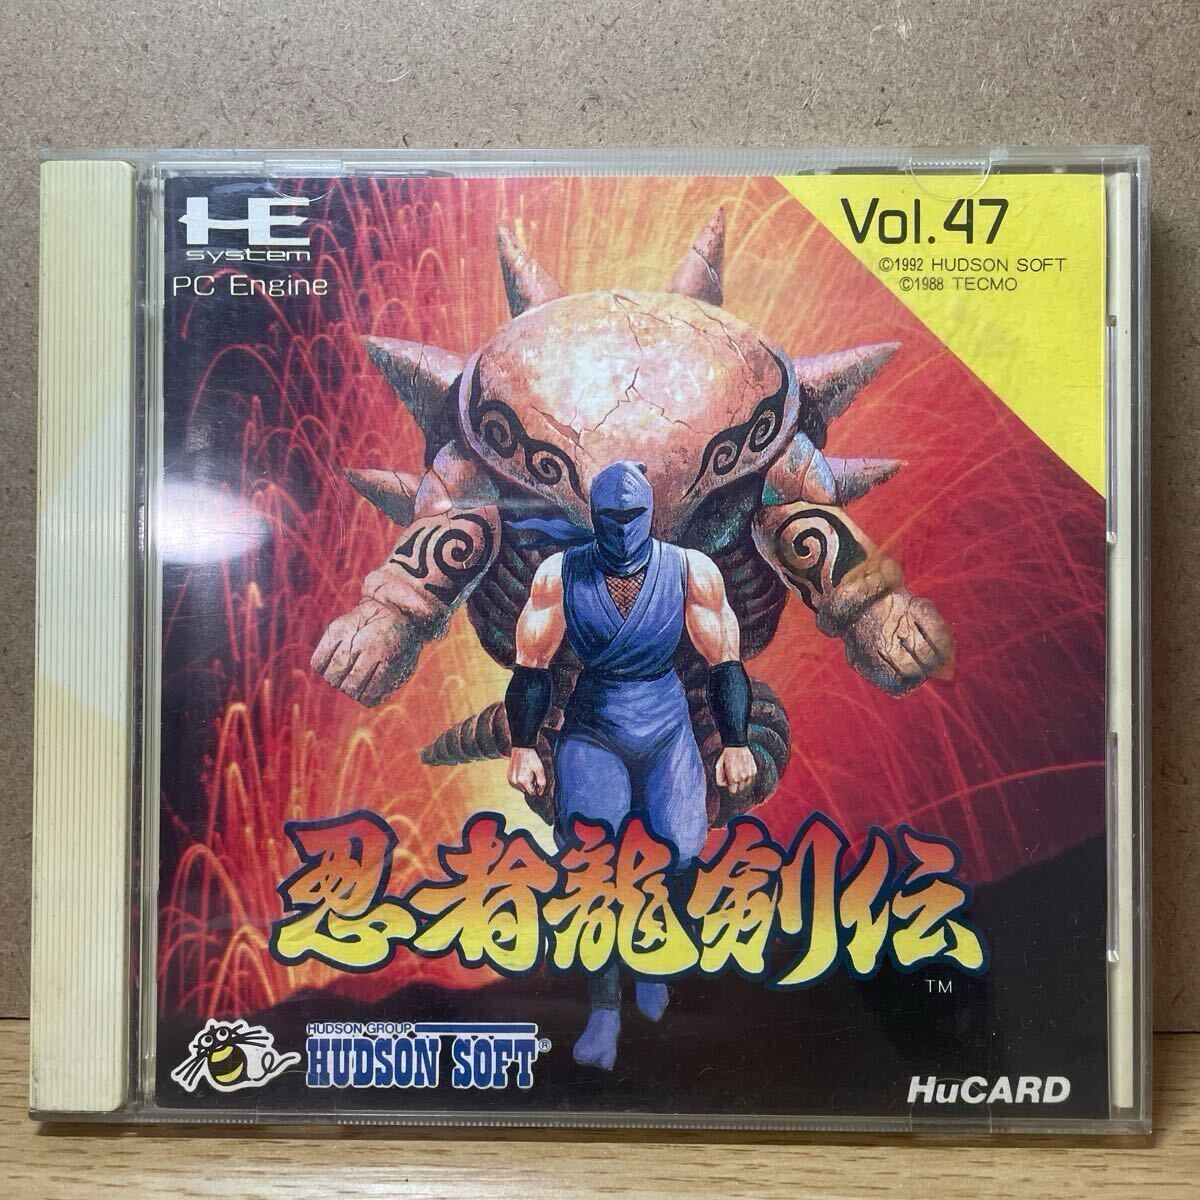 HE
system
PC Engine
Vol.47
©1992 HUDSON SOFT
©1988 TECMO
忍者龍剣伝
TM
HUDSON GROUP
HUDSON SOFT®
HuCARD